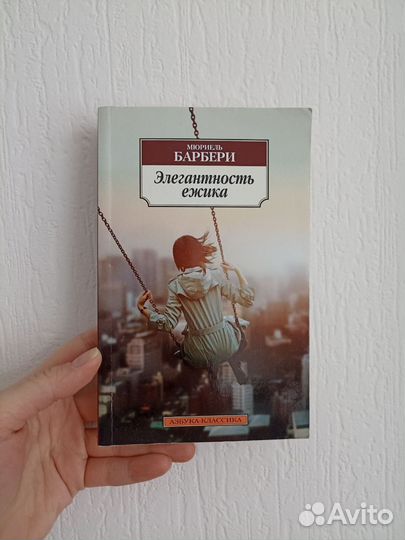 МЮРИЕЛЬ
БАРБЕРИ
Элегантность
ежика
АЗБУКА-КЛАССИКА
Avito